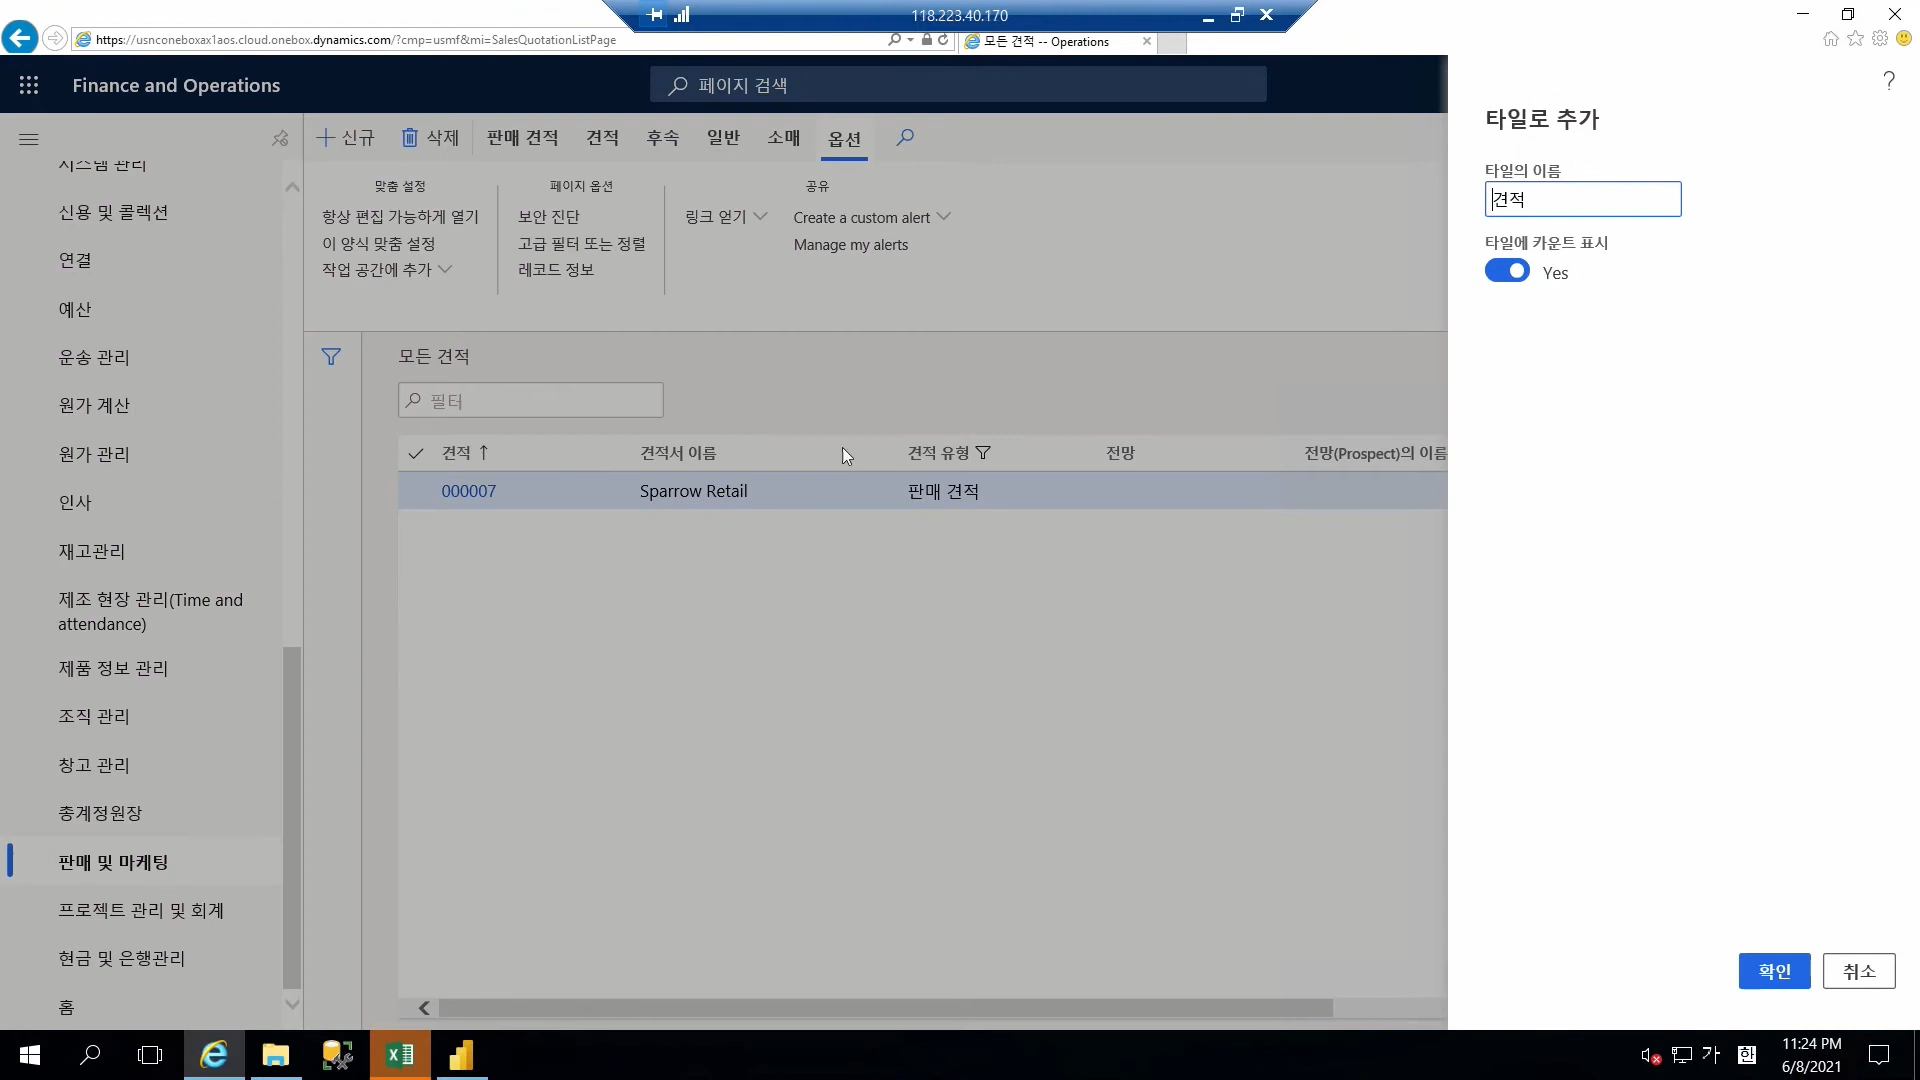 118.223.40.170
https://usnconeboxax1aos.cloud.onebox.dynamics.com/?cmp=usmf&mi=SalesQuotationListPage
모든 견적 -- Operations
Finance and Operations
페이지 검색
?
타일로 추가
타일의 이름
견적
타일에 카운트 표시
Yes
확인
취소
신규
삭제
판매 견적
견적
후속
일반
소매
옵션
맞춤 설정
항상 편집 가능하게 열기
이 양식 맞춤 설정
작업 공간에 추가
페이지 옵션
보안 진단
고급 필터 또는 정렬
레코드 정보
공유
링크 얻기
Create a custom alert
Manage my alerts
시스템 관리
신용 및 콜렉션
연결
예산
운송 관리
원가 계산
원가 관리
인사
재고관리
제조 현장 관리(Time and
attendance)
제품 정보 관리
조직 관리
창고 관리
총계정원장
판매 및 마케팅
프로젝트 관리 및 회계
현금 및 은행관리
홈
모든 견적
필터
견적 견적서 이름 견적 유형 전망 전망(Prospect)의 이름
000007 Sparrow Retail 판매 견적
가
한
11:24 PM
6/8/2021